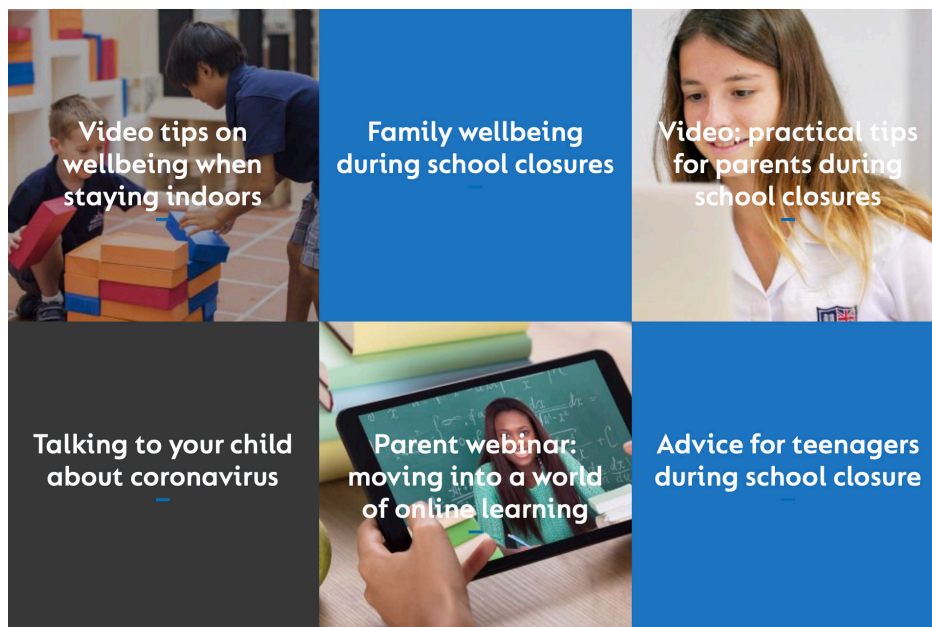 Video tips on
wellbeing when
staying indoors
Family wellbeing
during school closures
Video: practical tips
for parents during
school closures
Talking to your child
about coronavirus
Parent webinar:
moving into a world
of online learning
Advice for teenagers
during school closure